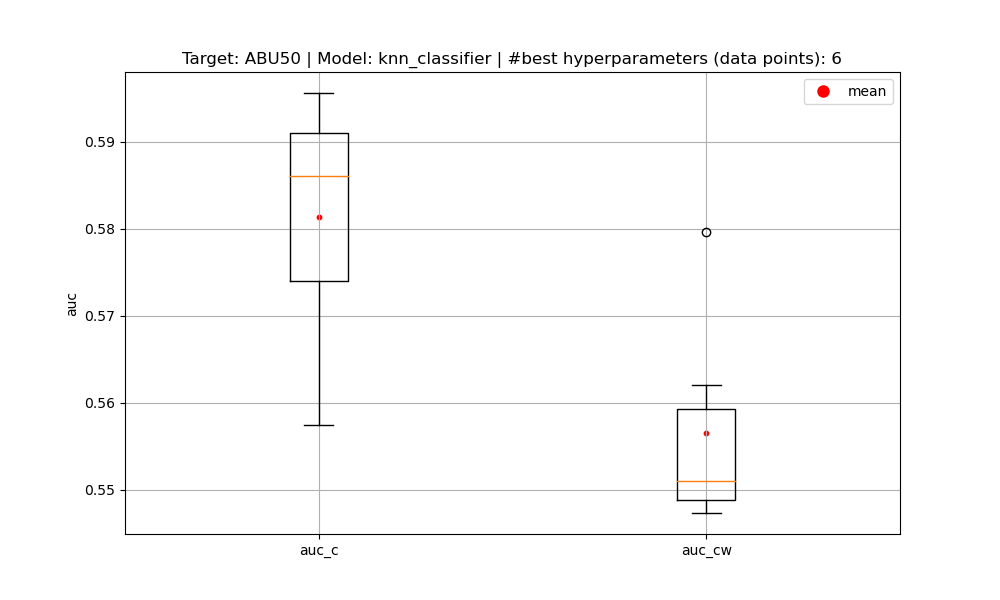 Target: ABU50 | Model: knn_classifier | #best hyperparameters (data points): 6
mean
0.59
0.58
0.57
0.56
0.55
auc
auc_c
auc_cw